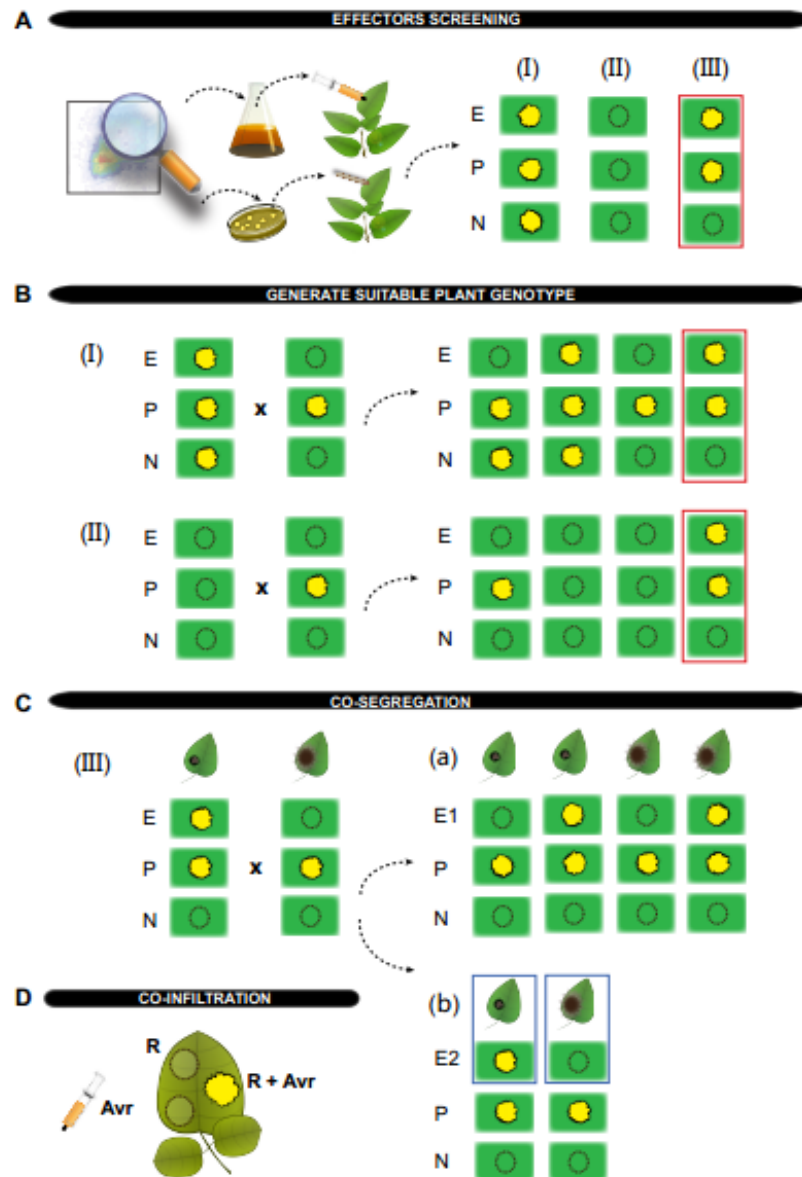 A EFFECTORS SCREENING
(I) (II) (III)
E
P
N
B GENERATE SUITABLE PLANT GENOTYPE
(I) E E
P x P
N N
(II) E E
P x P
N N
C CO-SEGREGATION
(III) (a)
E E1
P x P
N N
D CO-INFILTRATION (b)
R
R + Avr E2
Avr
P
N